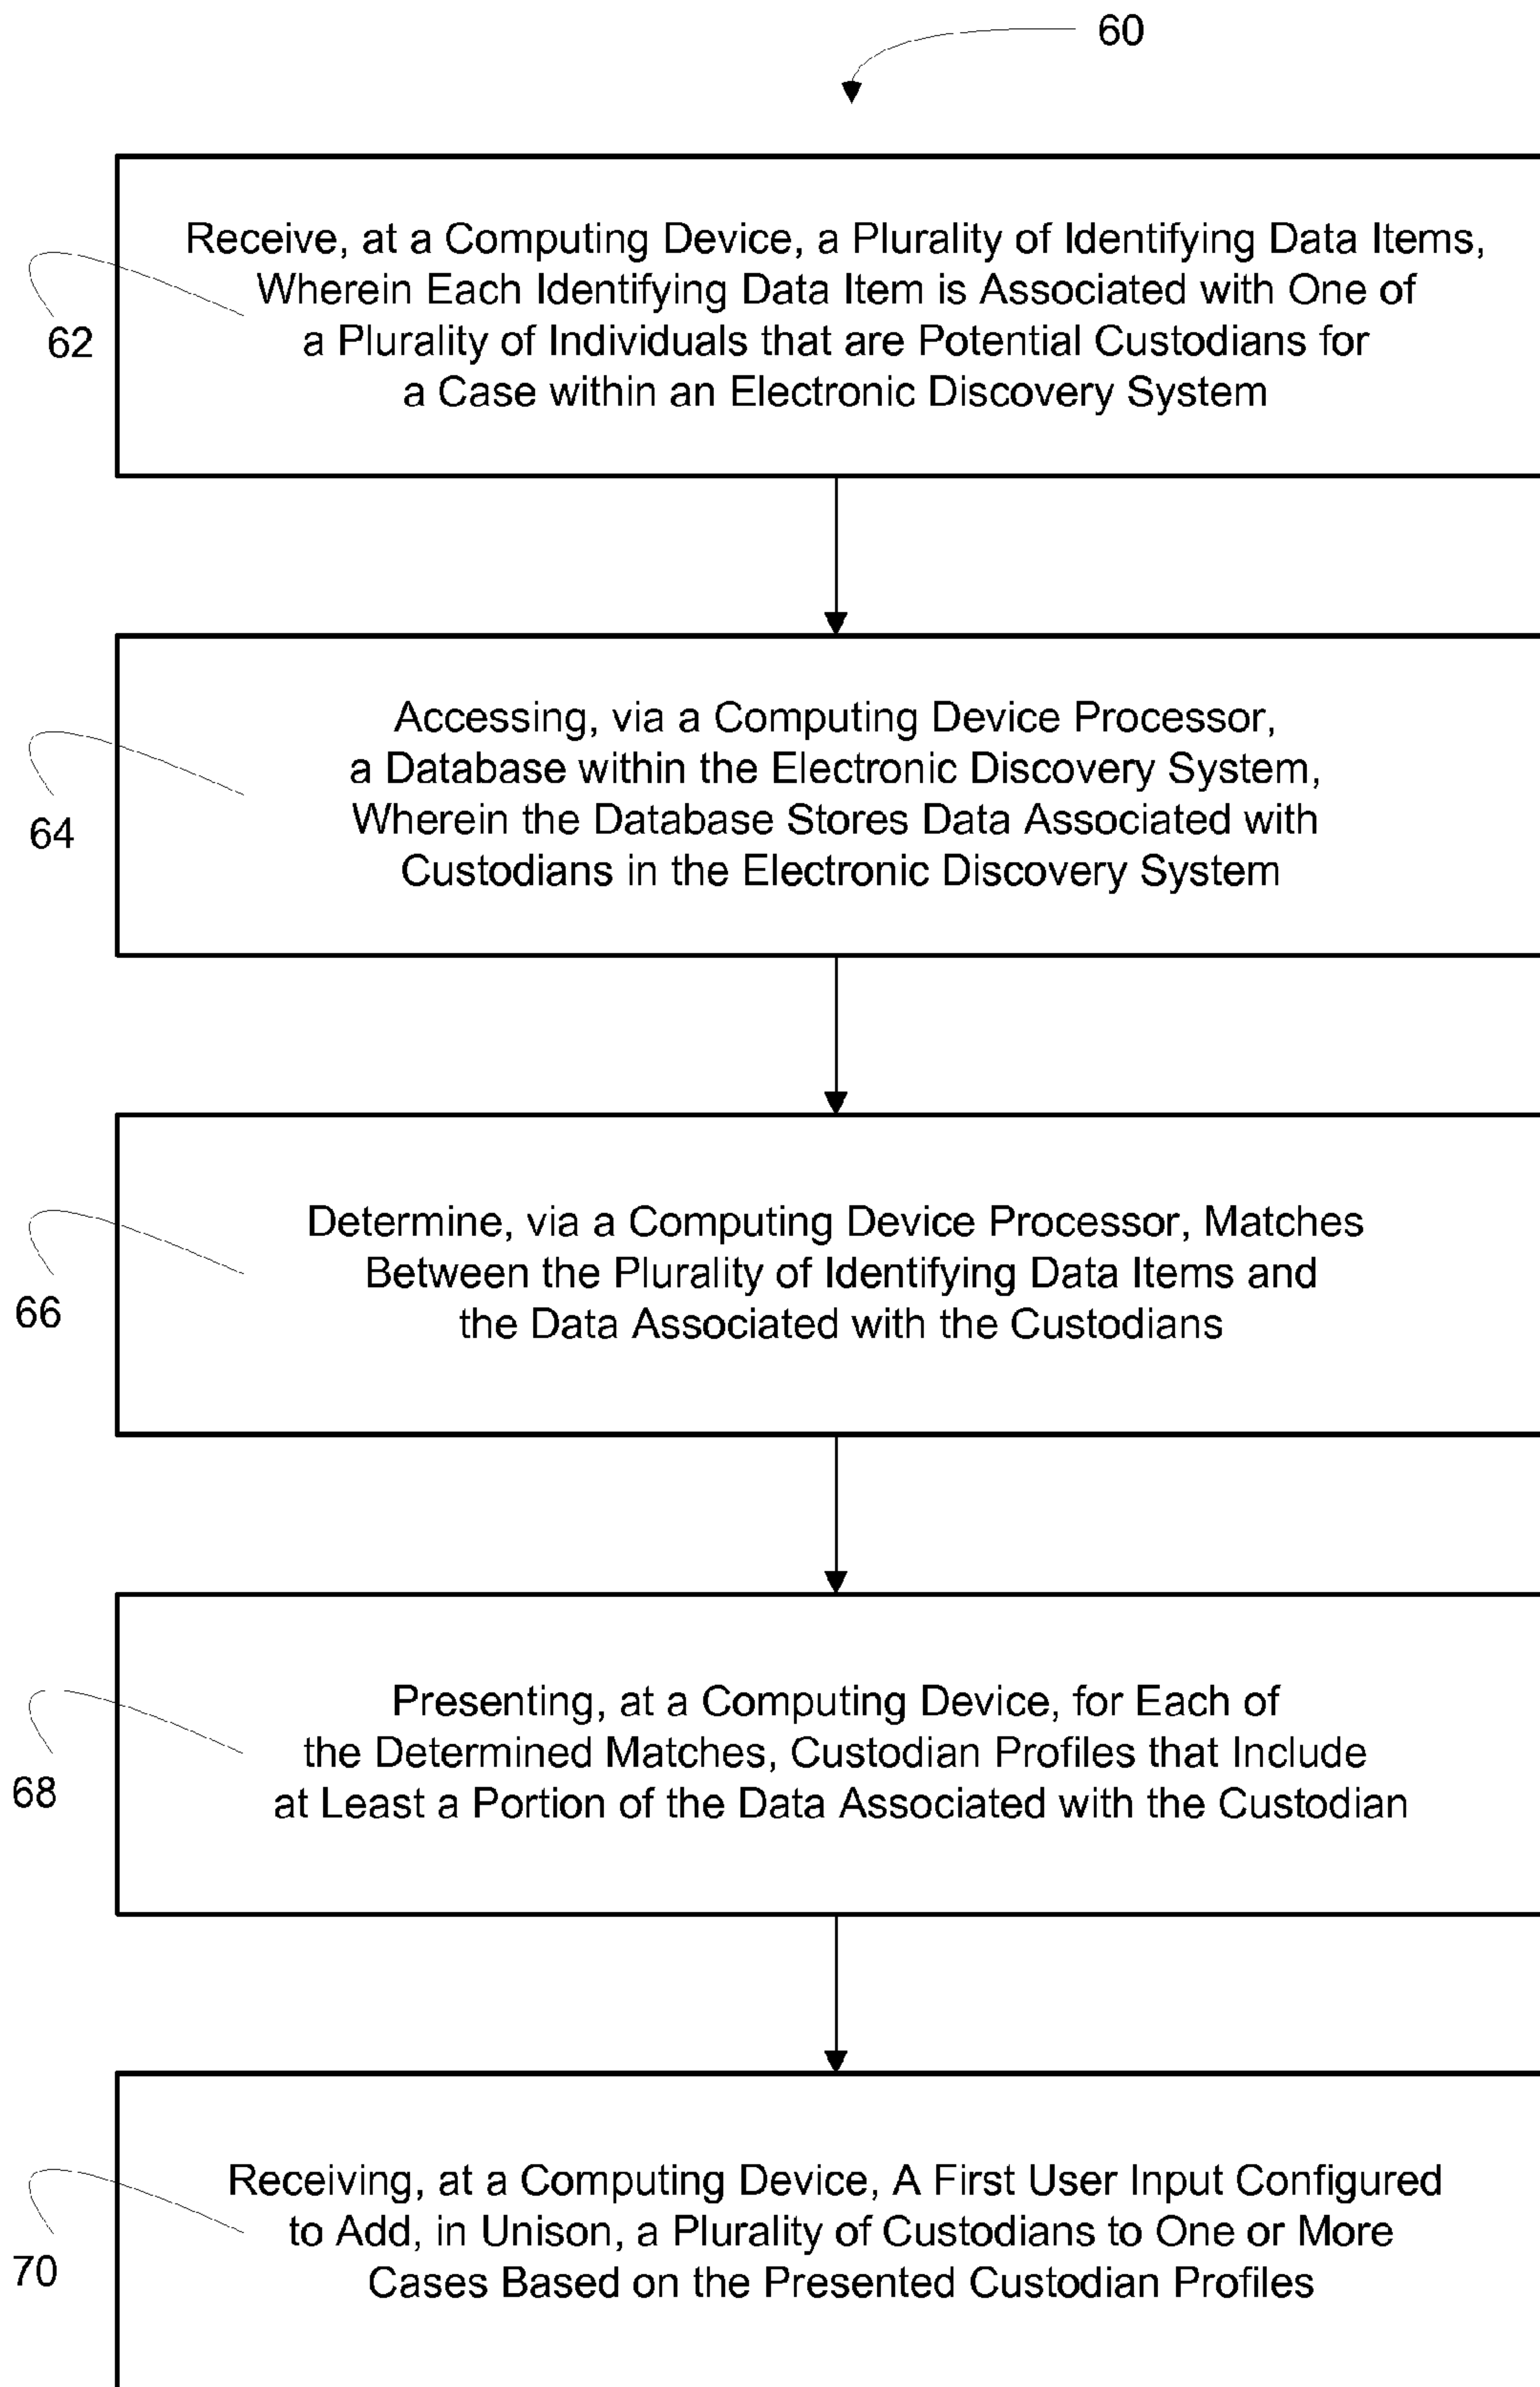 60
Receive, at a Computing Device, a Plurality of Identifying Data Items,
Wherein Each Identifying Data Item is Associated with One of
a Plurality of Individuals that are Potential Custodians for
a Case within an Electronic Discovery System
62
Accessing, via a Computing Device Processor,
a Database within the Electronic Discovery System,
Wherein the Database Stores Data Associated with
Custodians in the Electronic Discovery System
64
Determine, via a Computing Device Processor, Matches
Between the Plurality of Identifying Data Items and
the Data Associated with the Custodians
66
Presenting, at a Computing Device, for Each of
the Determined Matches, Custodian Profiles that Include
at Least a Portion of the Data Associated with the Custodian
68
Receiving, at a Computing Device, A First User Input Configured
to Add, in Unison, a Plurality of Custodians to One or More
Cases Based on the Presented Custodian Profiles
70